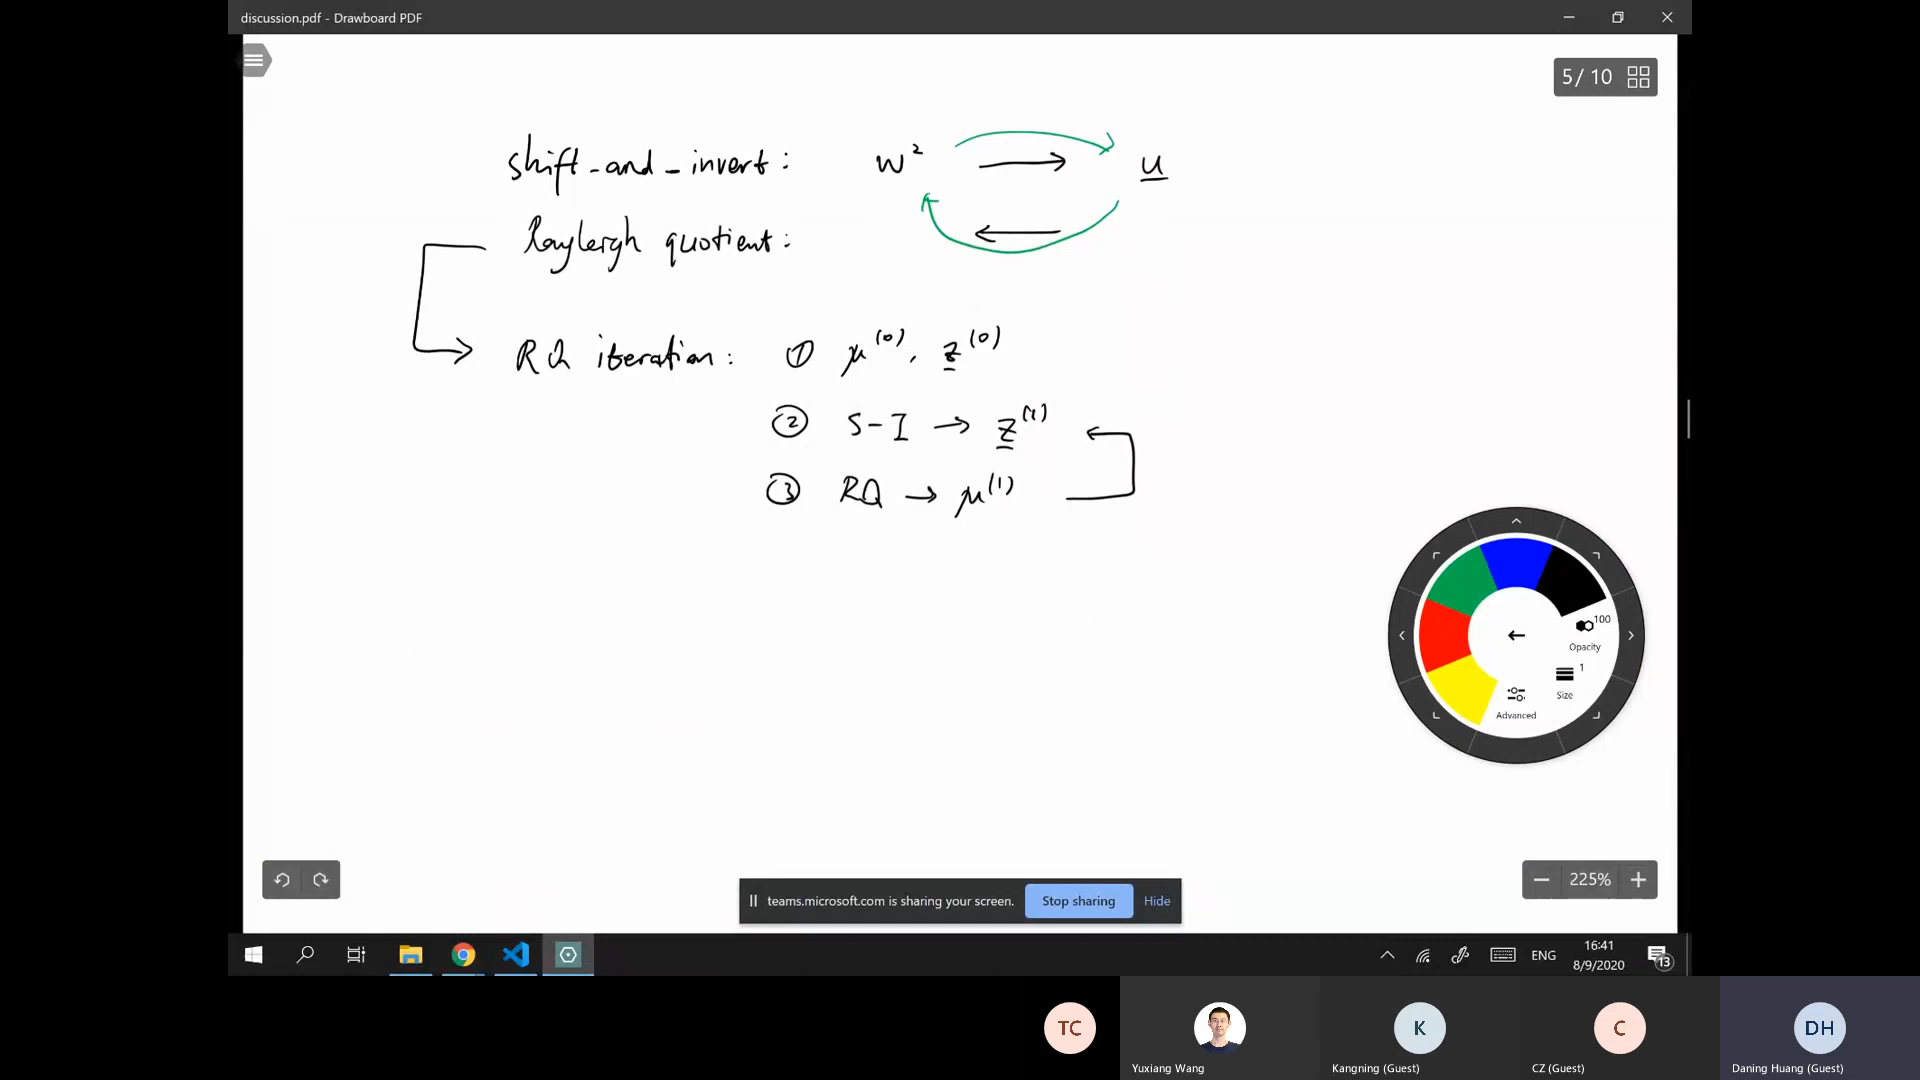 discussion.pdf - Drawboard PDF
5 / 10
shift-and-invert: w² → u
Rayleigh quotient: ←
RQ iteration: ① μ⁽⁰⁾, z⁽⁰⁾
② S-I → z⁽¹⁾
③ RQ → μ⁽¹⁾
100
Opacity
1
Size
Advanced
225%
teams.microsoft.com is sharing your screen.
Stop sharing
Hide
ENG
16:41
8/9/2020
13
TC
K
C
DH
Yuxiang Wang
Kangning (Guest)
CZ (Guest)
Daning Huang (Guest)